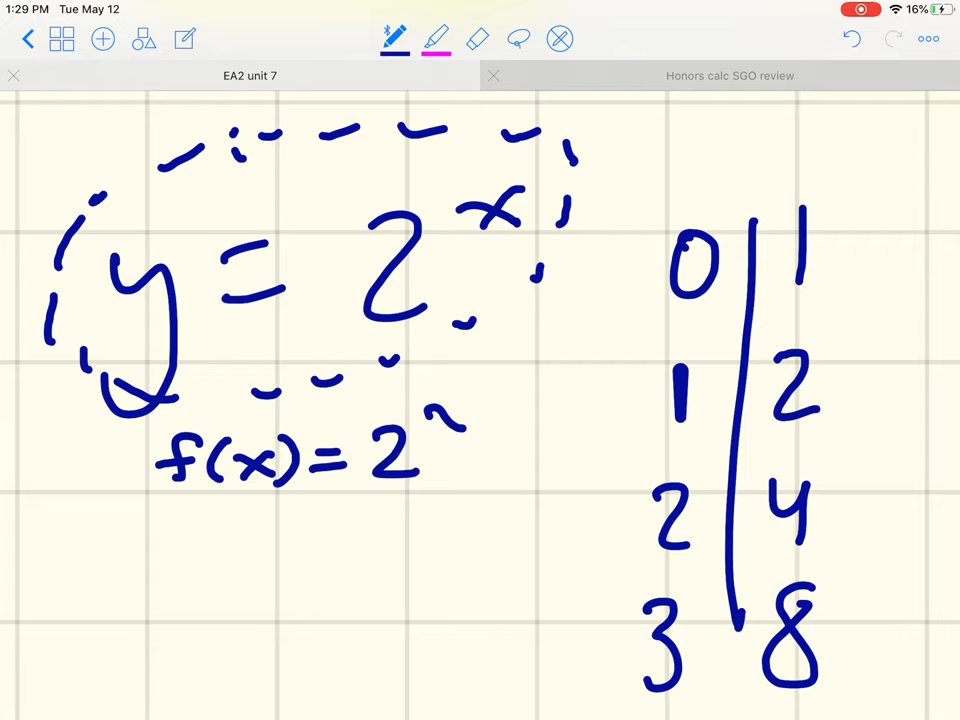 1:29 PM Tue May 12
16%
EA2 unit 7
Honors calc SGO review
y = 2^x
f(x) = 2
0 | 1
1 | 2
2 | 4
3 | 8